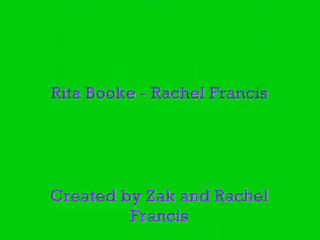 Rita Booke - Rachel Francis
Created by Zak and Rachel
Francis